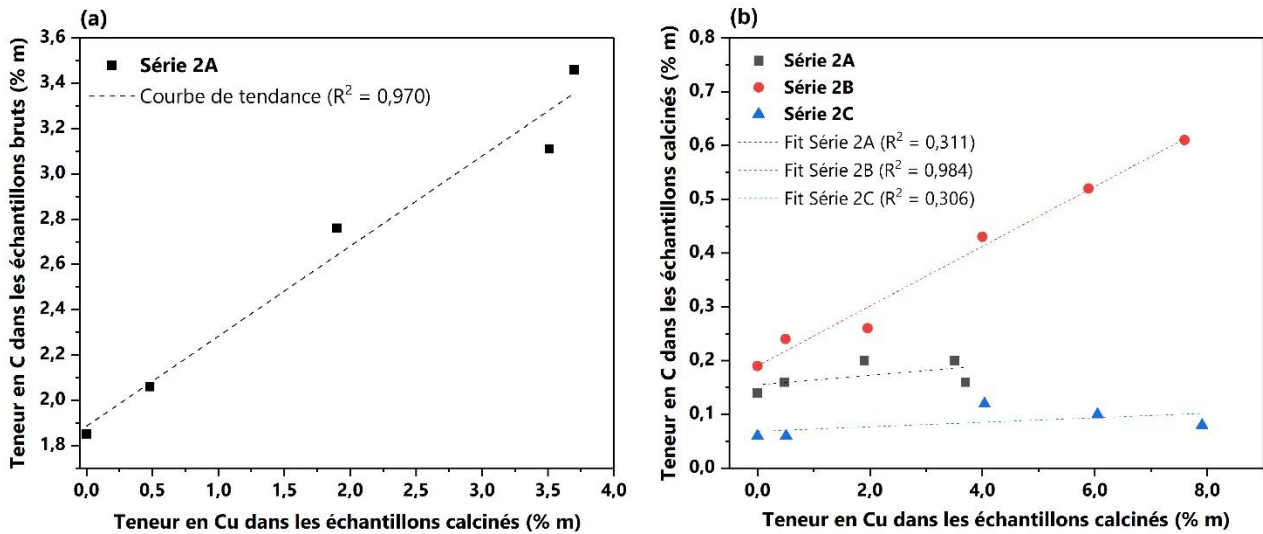 (a)
Teneur en C dans les échantillons bruts (% m)
3,6
3,4
3,2
3,0
2,8
2,6
2,4
2,2
2,0
1,8
Série 2A
Courbe de tendance (R² = 0,970)
0,0 0,5 1,0 1,5 2,0 2,5 3,0 3,5 4,0
Teneur en Cu dans les échantillons calcinés (% m)
(b)
Teneur en C dans les échantillons calcinés (% m)
0,8
0,7
0,6
0,5
0,4
0,3
0,2
0,1
0,0
Série 2A
Série 2B
Série 2C
Fit Série 2A (R² = 0,311)
Fit Série 2B (R² = 0,984)
Fit Série 2C (R² = 0,306)
0,0 2,0 4,0 6,0 8,0
Teneur en Cu dans les échantillons calcinés (% m)